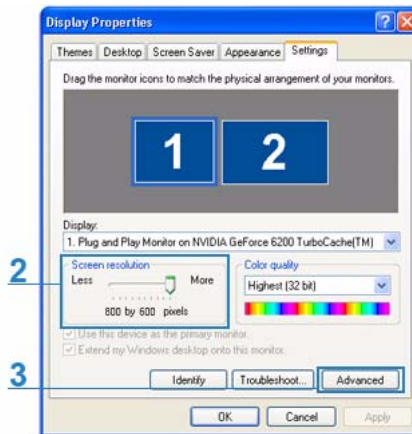 Display Properties
Themes Desktop Screen Saver Appearance Settings
Drag the monitor icons to match the physical arrangement of your monitors.
1 2
Display:
1. Plug and Play Monitor on NVIDIA GeForce 6200 TurboCache(TM)
2
Screen resolution
Less More
800 by 600 pixels
Color quality
Highest (32 bit)
Use this device as the primary monitor.
Extend my Windows desktop onto this monitor.
3
Identify Troubleshoot... Advanced
OK Cancel Apply